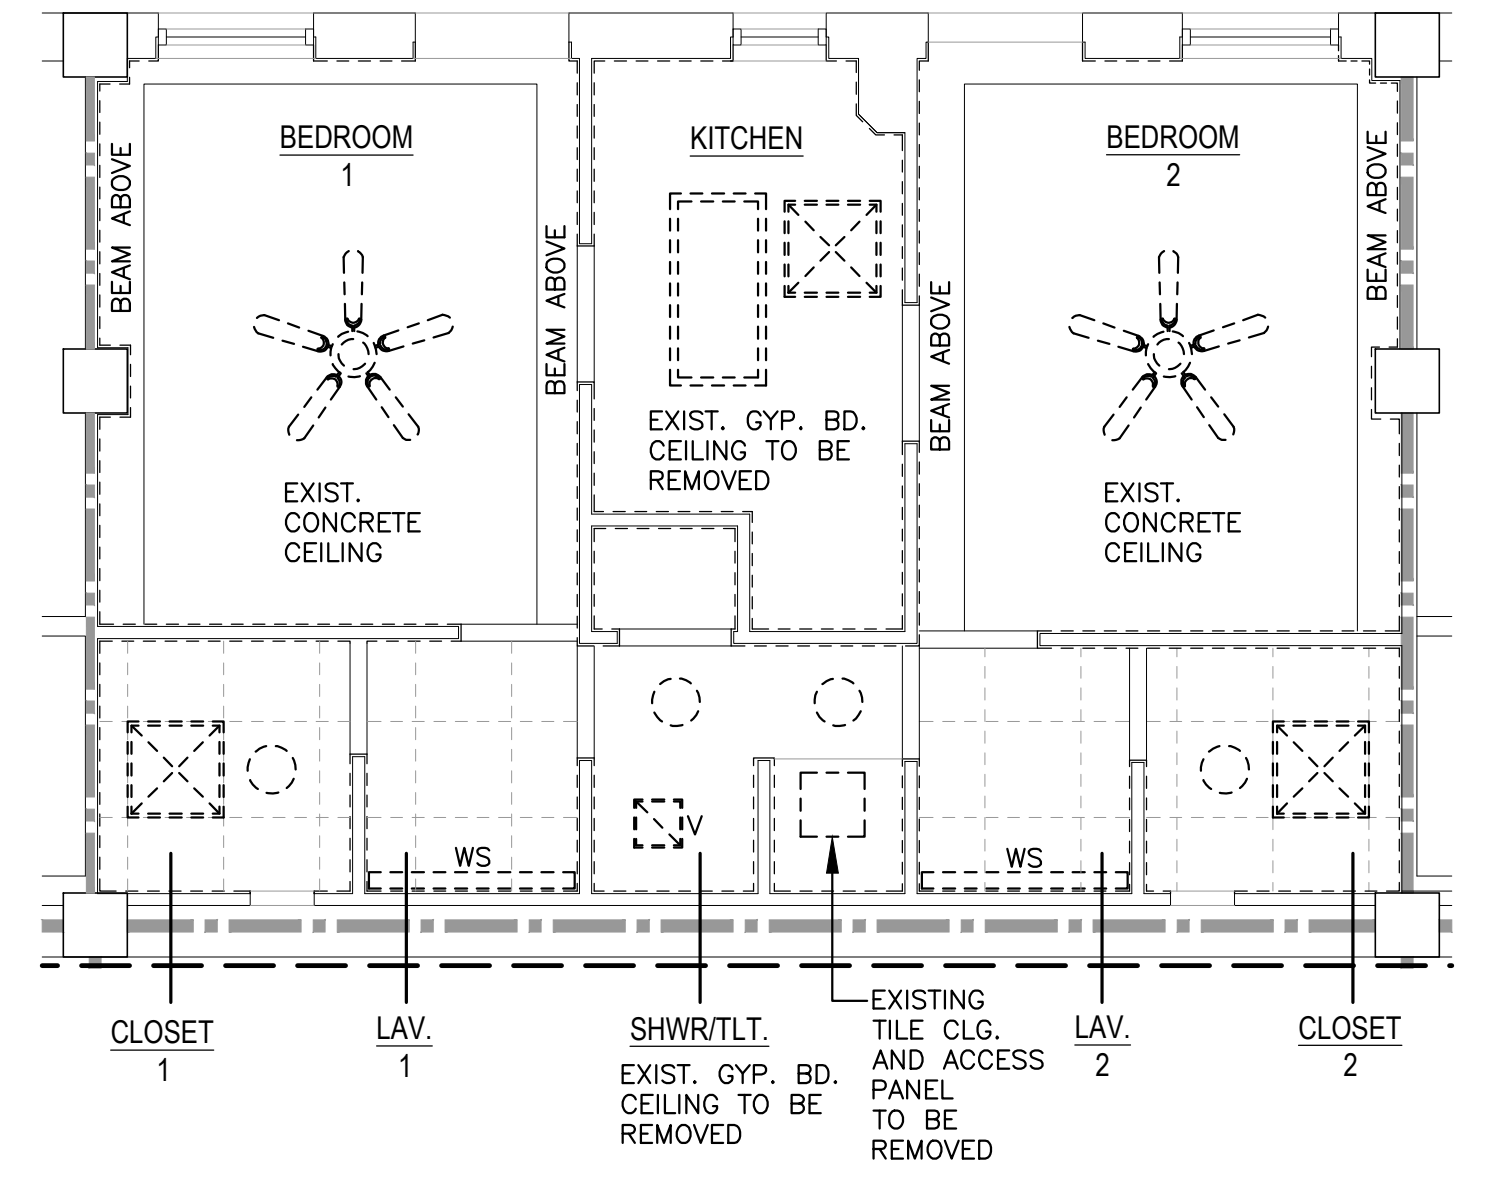 BEDROOM
1
KITCHEN
BEDROOM
2
BEAM ABOVE
BEAM ABOVE
BEAM ABOVE
BEAM ABOVE
EXIST. GYP. BD.
CEILING TO BE
REMOVED
EXIST.
CONCRETE
CEILING
EXIST.
CONCRETE
CEILING
V
WS
WS
CLOSET
1
LAV.
1
SHWR/TLT.
EXIST. GYP. BD.
CEILING TO BE
REMOVED
EXISTING
TILE CLG.
AND ACCESS
PANEL
TO BE
REMOVED
LAV.
2
CLOSET
2